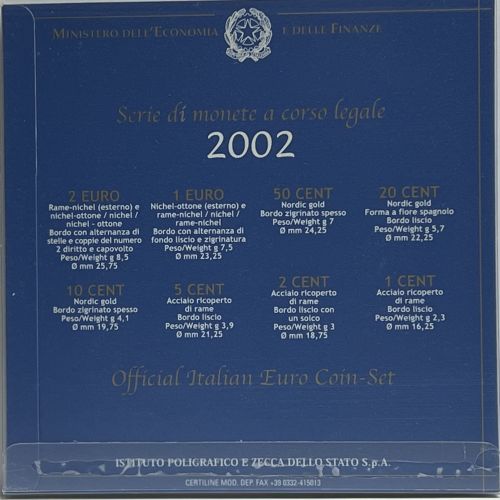 MINISTERO DELL'ECONOMIA E DELLE FINANZE
Serie di monete a corso legale
2002
2 EURO
Rame-nichel (esterno) e
nichel-ottone / nichel /
nichel - ottone
Bordo con alternanza di
stelle e coppie del numero
2 diritto e capovolto
Peso/Weight g 8,5
Ø mm 25,75
1 EURO
Nichel-ottone (esterno) e
rame-nichel / nichel /
rame-nichel
Bordo con alternanza di
fondo liscio e zigrinatura
Peso/Weight g 7,5
Ø mm 23,25
50 CENT
Nordic gold
Bordo zigrinato spesso
Peso/Weight g 7
Ø mm 24,25
20 CENT
Nordic gold
Forma a fiore spagnolo
Bordo liscio
Peso/Weight g 5,7
Ø mm 22,25
10 CENT
Nordic gold
Bordo zigrinato spesso
Peso/Weight g 4,1
Ø mm 19,75
5 CENT
Acciaio ricoperto
di rame
Bordo liscio
Peso/Weight g 3,9
Ø mm 21,25
2 CENT
Acciaio ricoperto
di rame
Bordo liscio con
un solco
Peso/Weight g 3
Ø mm 18,75
1 CENT
Acciaio ricoperto
di rame
Bordo liscio
Peso/Weight g 2,3
Ø mm 16,25
Official Italian Euro Coin-Set
ISTITUTO POLIGRAFICO E ZECCA DELLO STATO S.p.A.
CERTILINE MOD. DEP. FAX +39 0332-415013